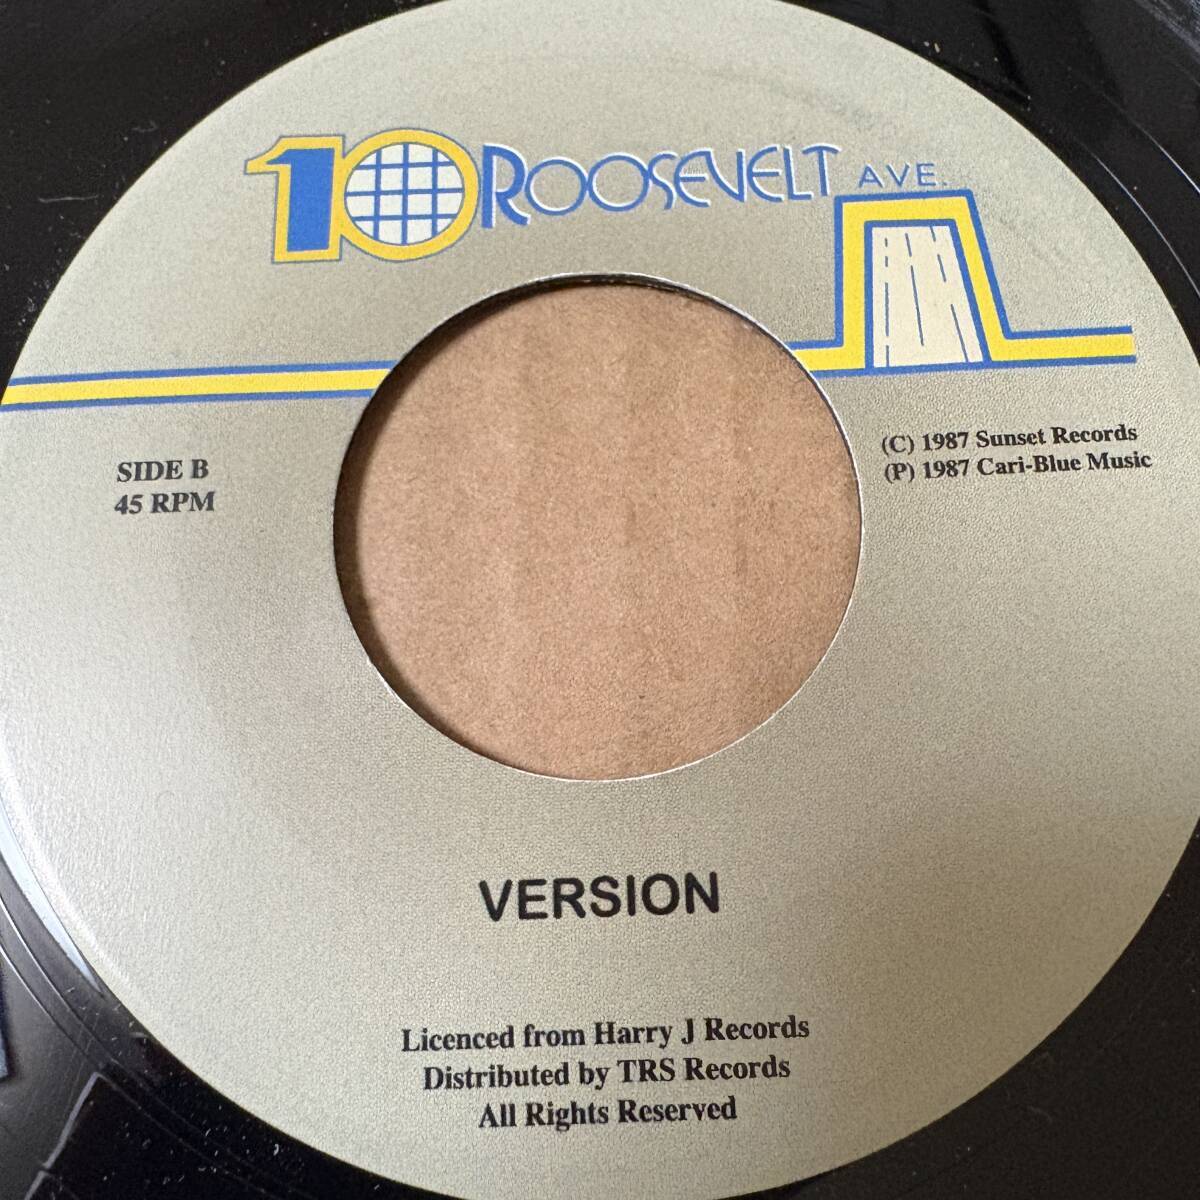 10 ROOSEVELT AVE.
SIDE B
45 RPM
(C) 1987 Sunset Records
(P) 1987 Cari-Blue Music
VERSION
Licenced from Harry J Records
Distributed by TRS Records
All Rights Reserved